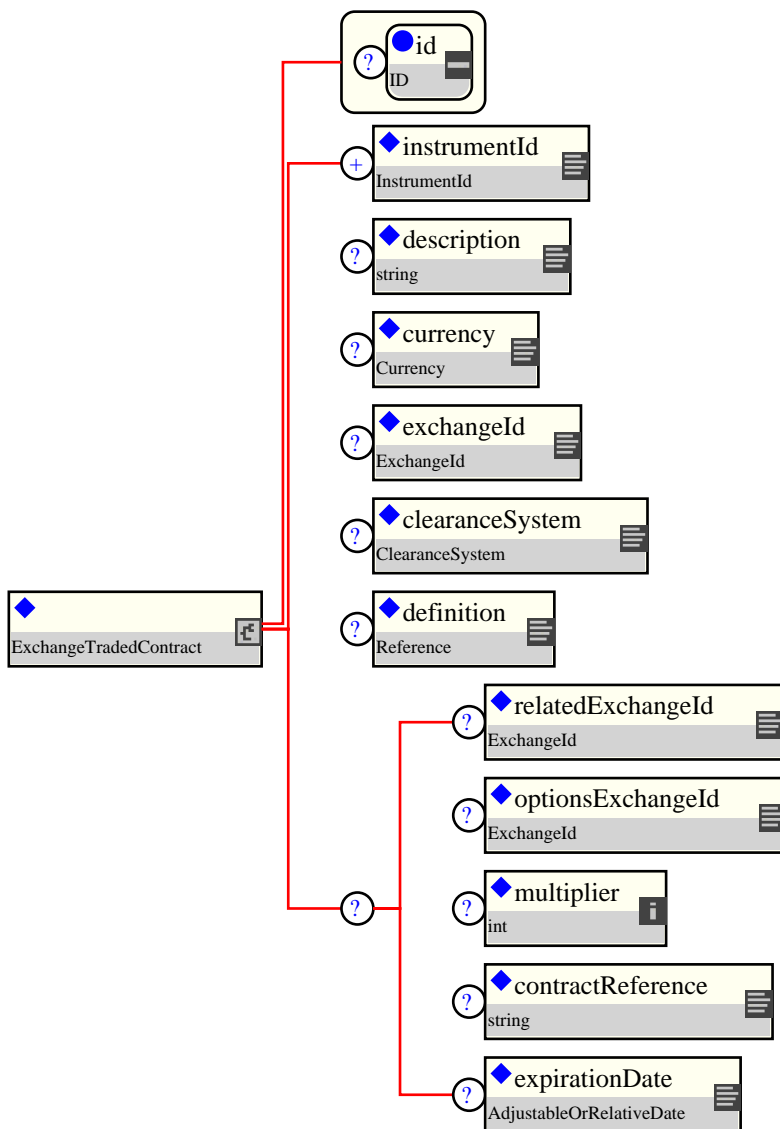 ? id
ID
+ instrumentId
InstrumentId
? description
string
? currency
Currency
? exchangeId
ExchangeId
? clearanceSystem
ClearanceSystem
ExchangeTradedContract
? definition
Reference
? relatedExchangeId
ExchangeId
? optionsExchangeId
ExchangeId
? ? multiplier
int i
? contractReference
string
? expirationDate
AdjustableOrRelativeDate